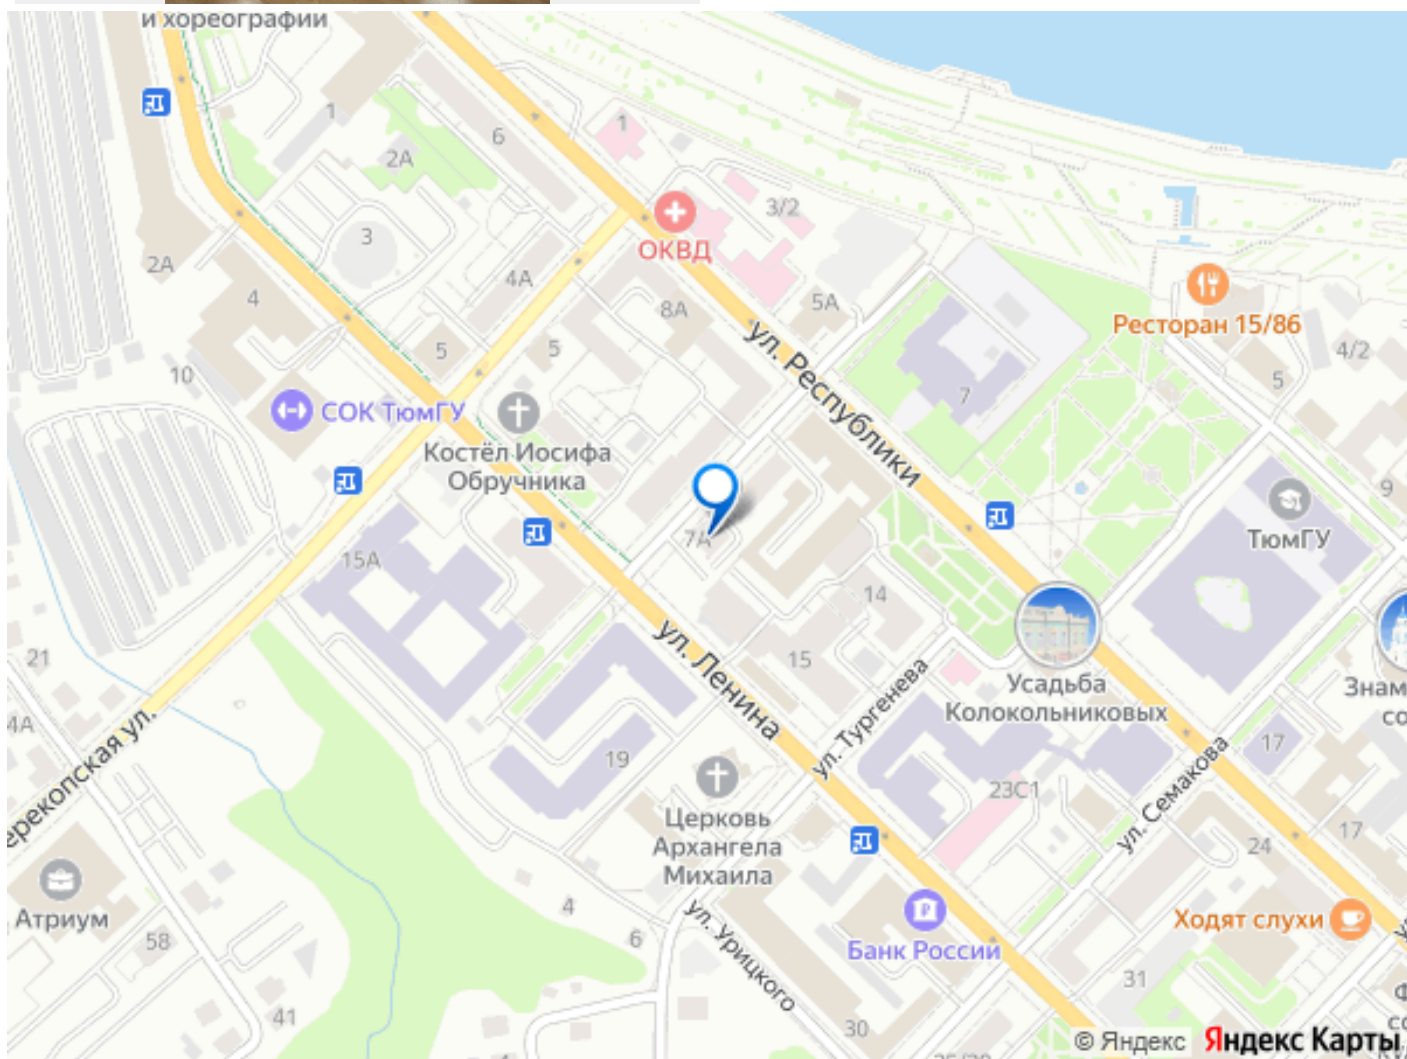 и хореографии
1
6
1
2А
3/2
ОКВД
3
2А
4А
4
8А
5А
Ресторан 15/86
ул. Республики
5
5
4/2
5
10
7
СОК ТюмГУ
Костёл Иосифа
Обручника
9
ТюмГУ
7А
15А
14
ул. Ленина
15
21
Усадьба
Колокольниковых
Знам
со
4А
ул. Тургенева
19
17
ерекопская ул.
23С1
ул. Семакова
Церковь
Архангела
Михаила
17
24
Атриум
4
Ходят слухи
58
6
ул. Урицкого
Банк России
31
41
30
© Яндекс
Яндекс Карты